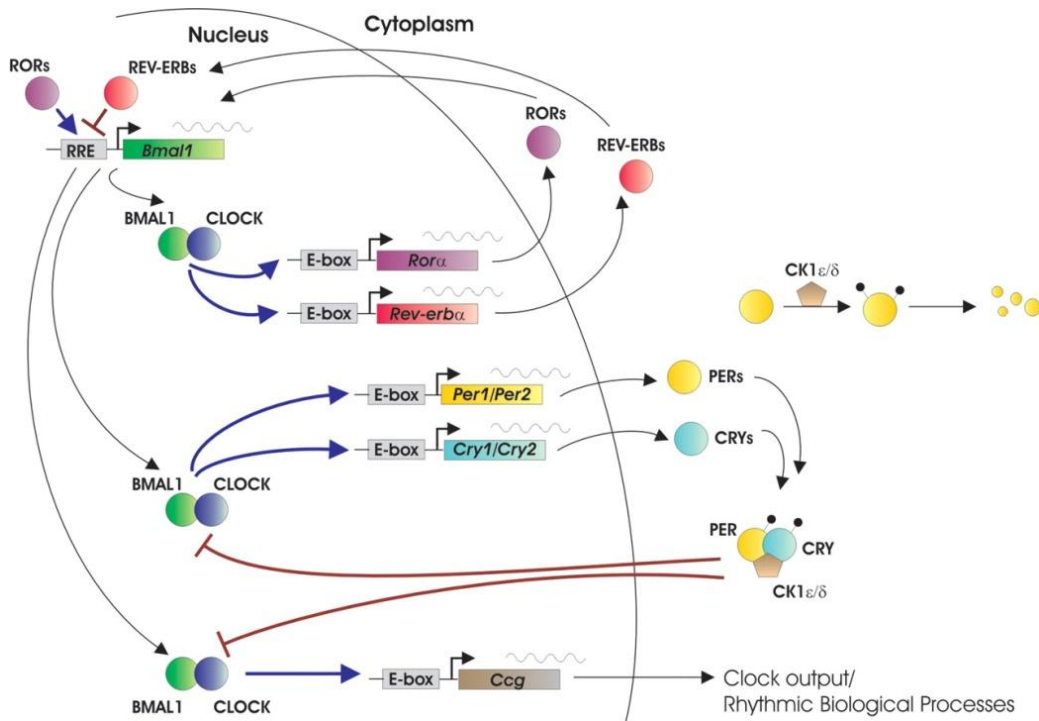 Nucleus
Cytoplasm
RORs
REV-ERBs
RRE
Bmal1
RORs
REV-ERBs
BMAL1
CLOCK
E-box
Rorα
E-box
Rev-erbα
CK1ε/δ
E-box
Per1/Per2
PERs
E-box
Cry1/Cry2
CRYs
BMAL1
CLOCK
PER
CRY
CK1ε/δ
BMAL1
CLOCK
E-box
Ccg
Clock output/
Rhythmic Biological Processes